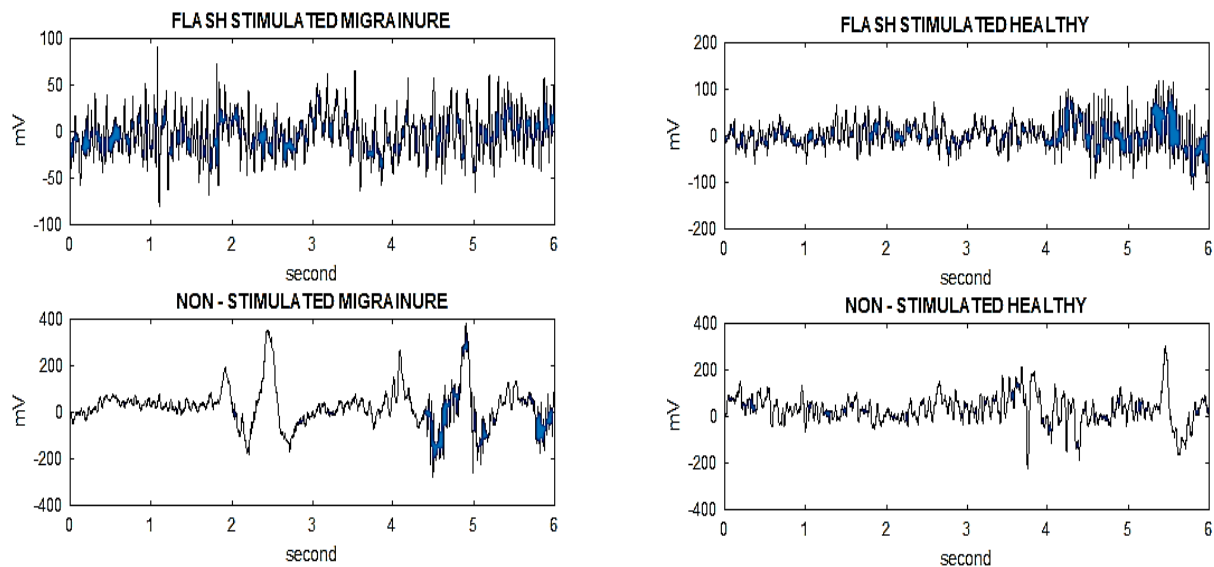 FLASH STIMULATED MIGRAINURE
100
50
0
-50
-100
mV
0 1 2 3 4 5 6
second
FLASH STIMULATED HEALTHY
200
100
0
-100
-200
mV
0 1 2 3 4 5 6
second
NON - STIMULATED MIGRAINURE
400
200
0
-200
-400
mV
0 1 2 3 4 5 6
second
NON - STIMULATED HEALTHY
400
200
0
-200
-400
mV
0 1 2 3 4 5 6
second